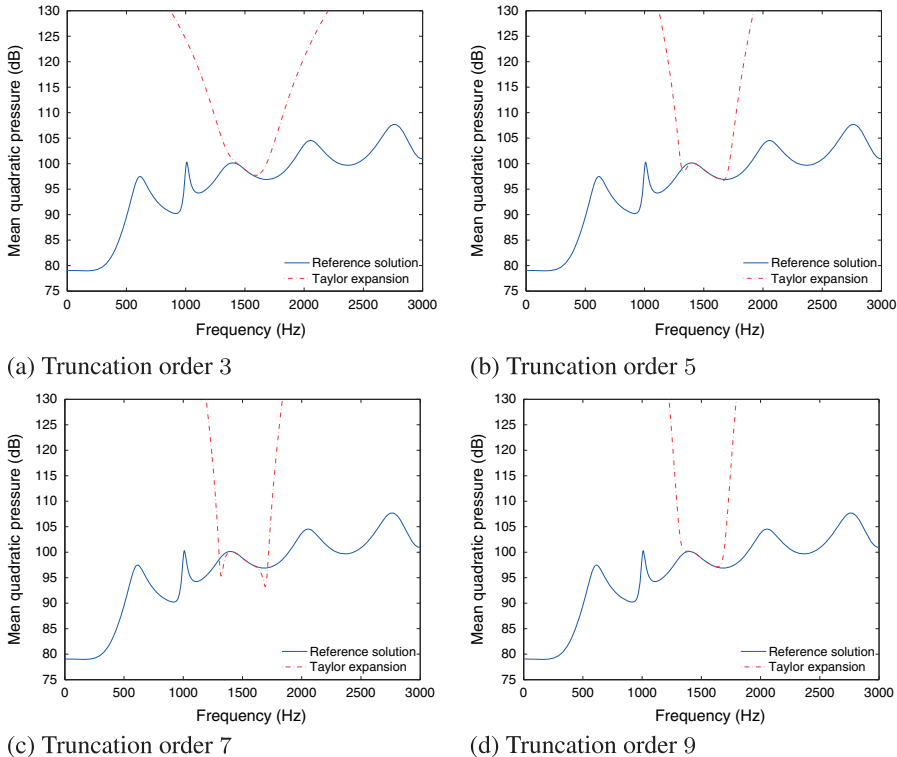 130
125
120
115
110
105
100
95
90
85
80
75
Mean quadratic pressure (dB)
Reference solution
Taylor expansion
0 500 1000 1500 2000 2500 3000
Frequency (Hz)
(a) Truncation order 3
130
125
120
115
110
105
100
95
90
85
80
75
Mean quadratic pressure (dB)
Reference solution
Taylor expansion
0 500 1000 1500 2000 2500 3000
Frequency (Hz)
(b) Truncation order 5
130
125
120
115
110
105
100
95
90
85
80
75
Mean quadratic pressure (dB)
Reference solution
Taylor expansion
0 500 1000 1500 2000 2500 3000
Frequency (Hz)
(c) Truncation order 7
130
125
120
115
110
105
100
95
90
85
80
75
Mean quadratic pressure (dB)
Reference solution
Taylor expansion
0 500 1000 1500 2000 2500 3000
Frequency (Hz)
(d) Truncation order 9